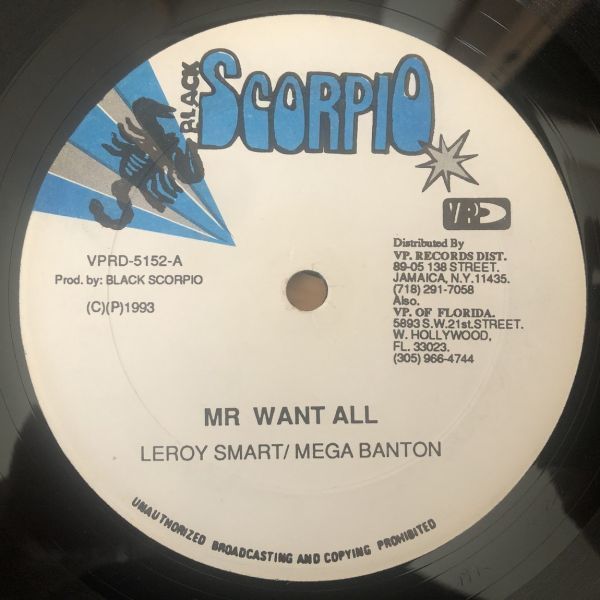 BLACK
SCORPIO
VPRD-5152-A
Prod. by: BLACK SCORPIO
(C)(P)1993
VP
Distributed By
VP. RECORDS DIST.
89-05 138 STREET.
JAMAICA, N.Y.11435.
(718) 291-7058
Also.
VP. OF FLORIDA.
5893 S.W.21st.STREET.
W. HOLLYWOOD,
FL. 33023.
(305) 966-4744
MR WANT ALL
LEROY SMART/ MEGA BANTON
UNAUTHORIZED BROADCASTING AND COPYING PROHIBITED